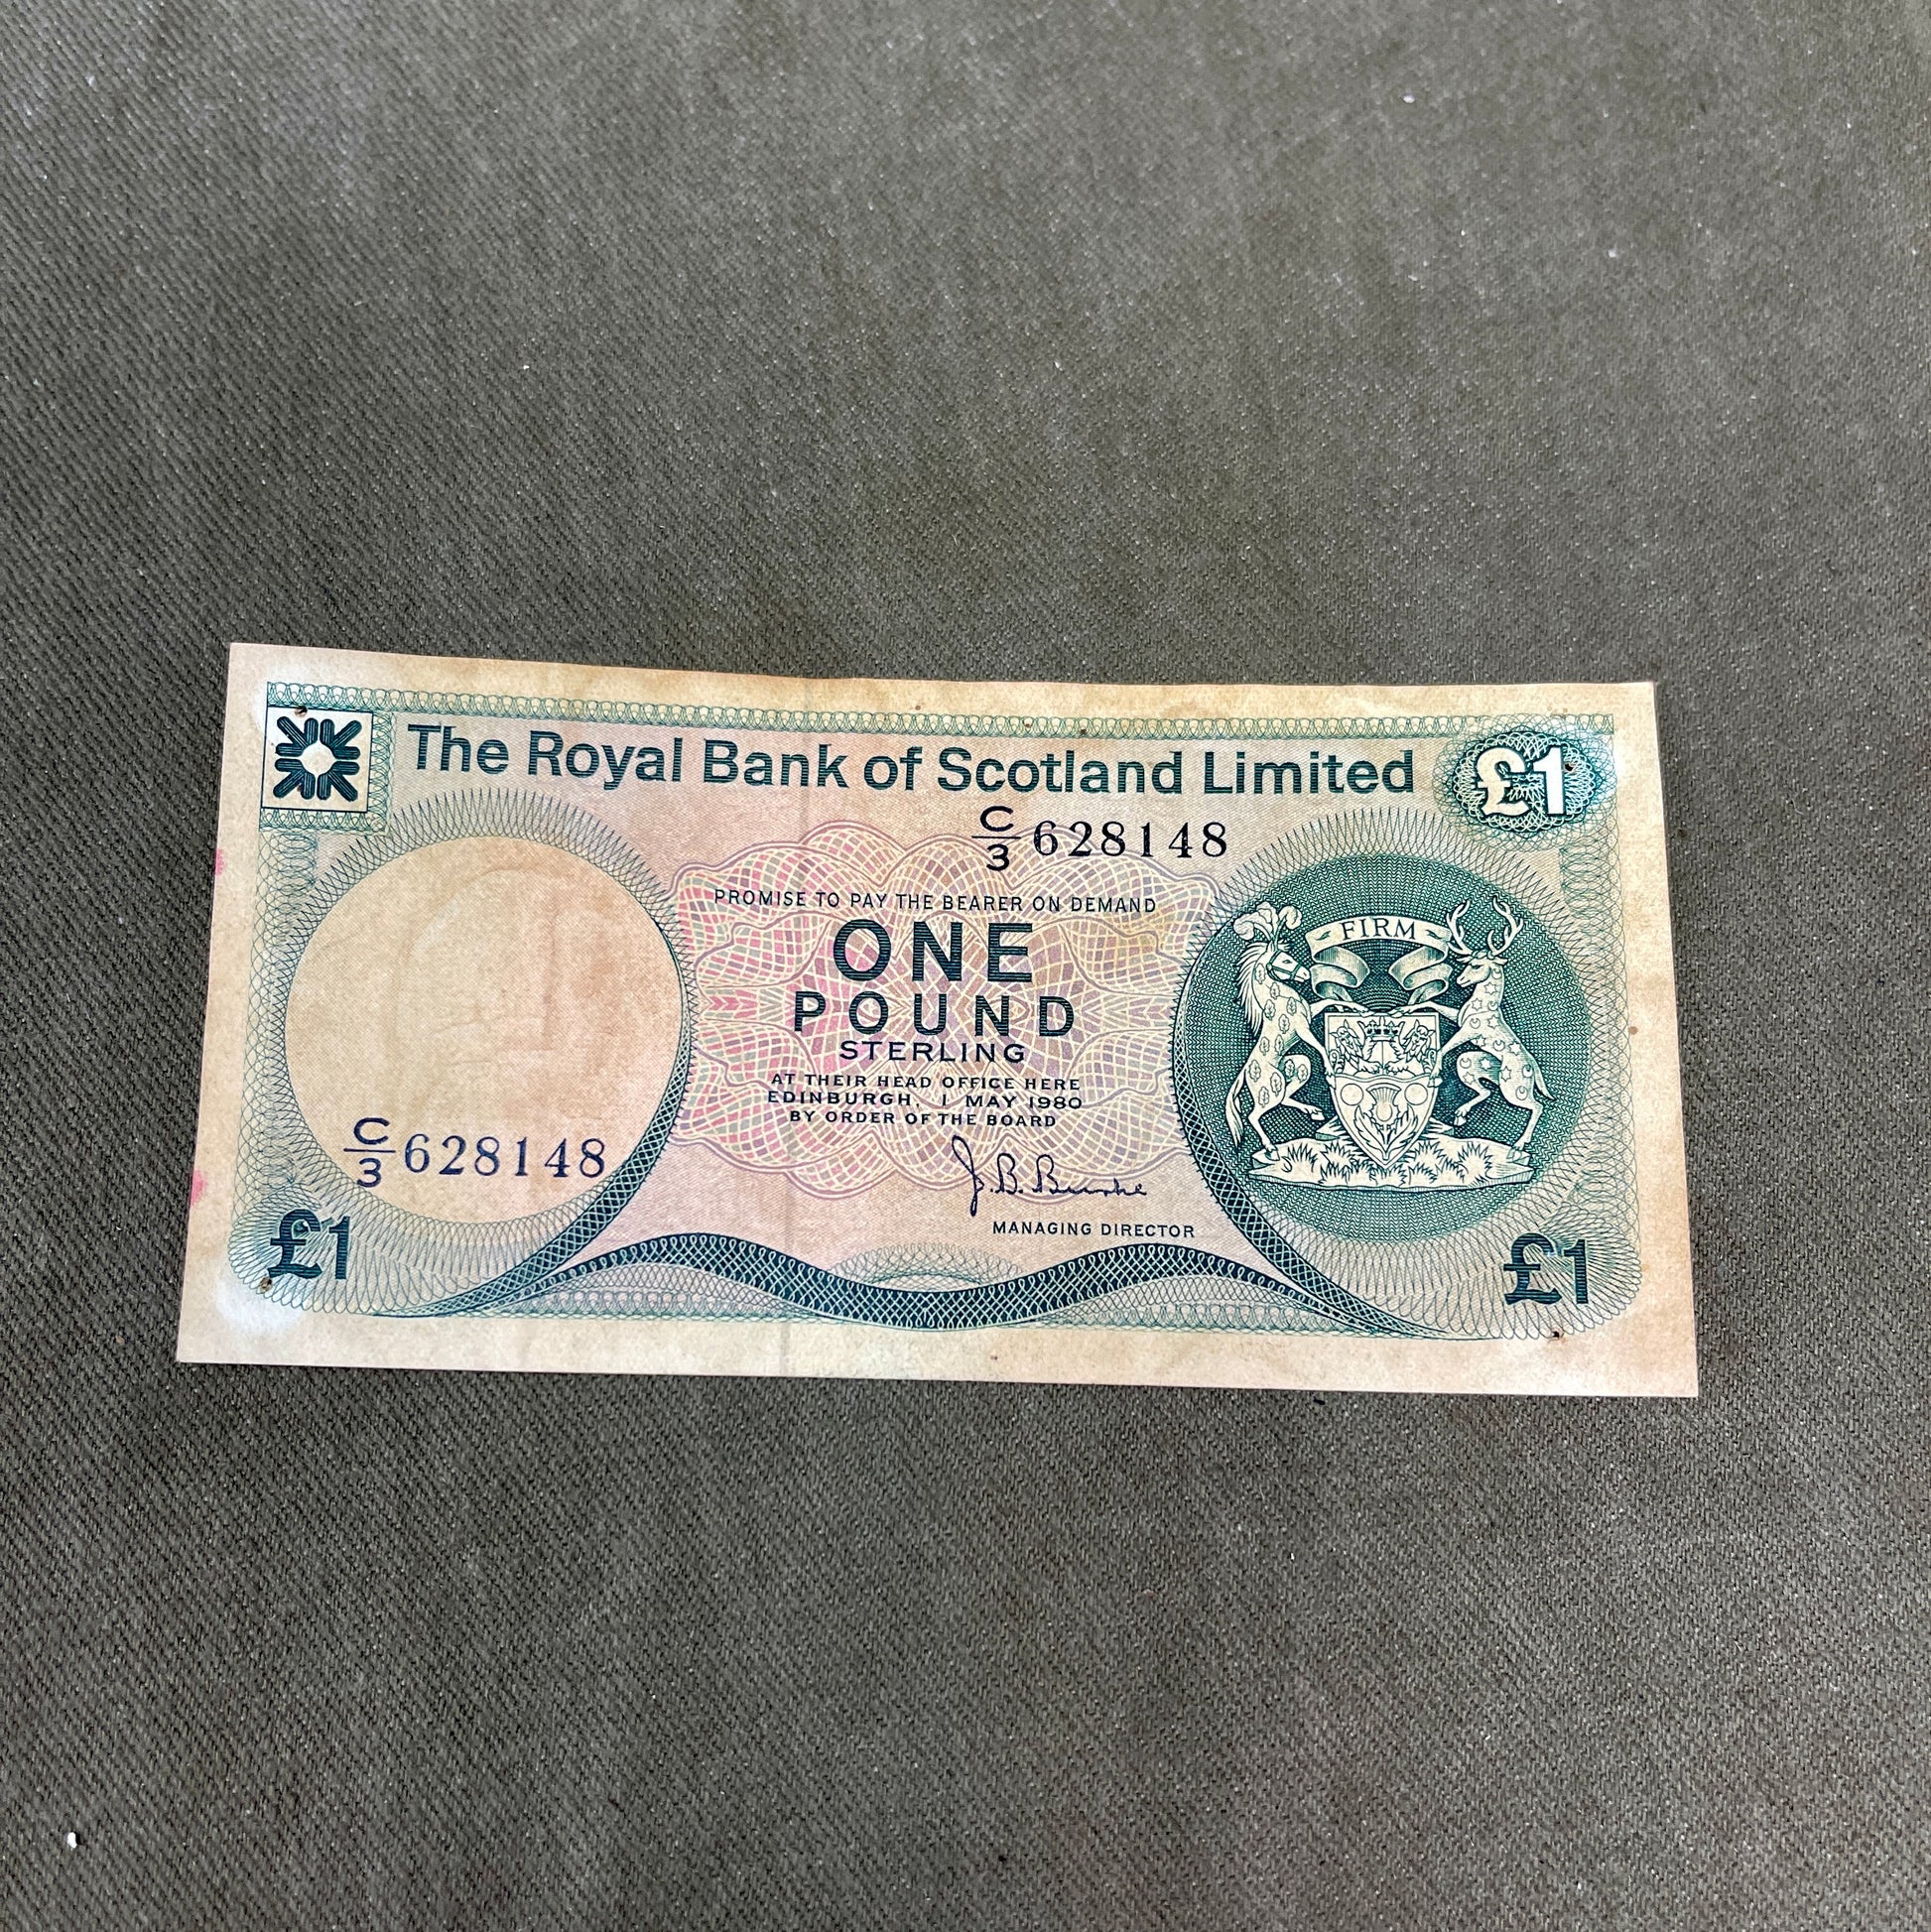 The Royal Bank of Scotland Limited
£1
C/3 628148
PROMISE TO PAY THE BEARER ON DEMAND
ONE
POUND
STERLING
FIRM
AT THEIR HEAD OFFICE HERE
EDINBURGH, 1 MAY 1980
BY ORDER OF THE BOARD
C/3 628148
J. B. Burke
MANAGING DIRECTOR
£1
£1